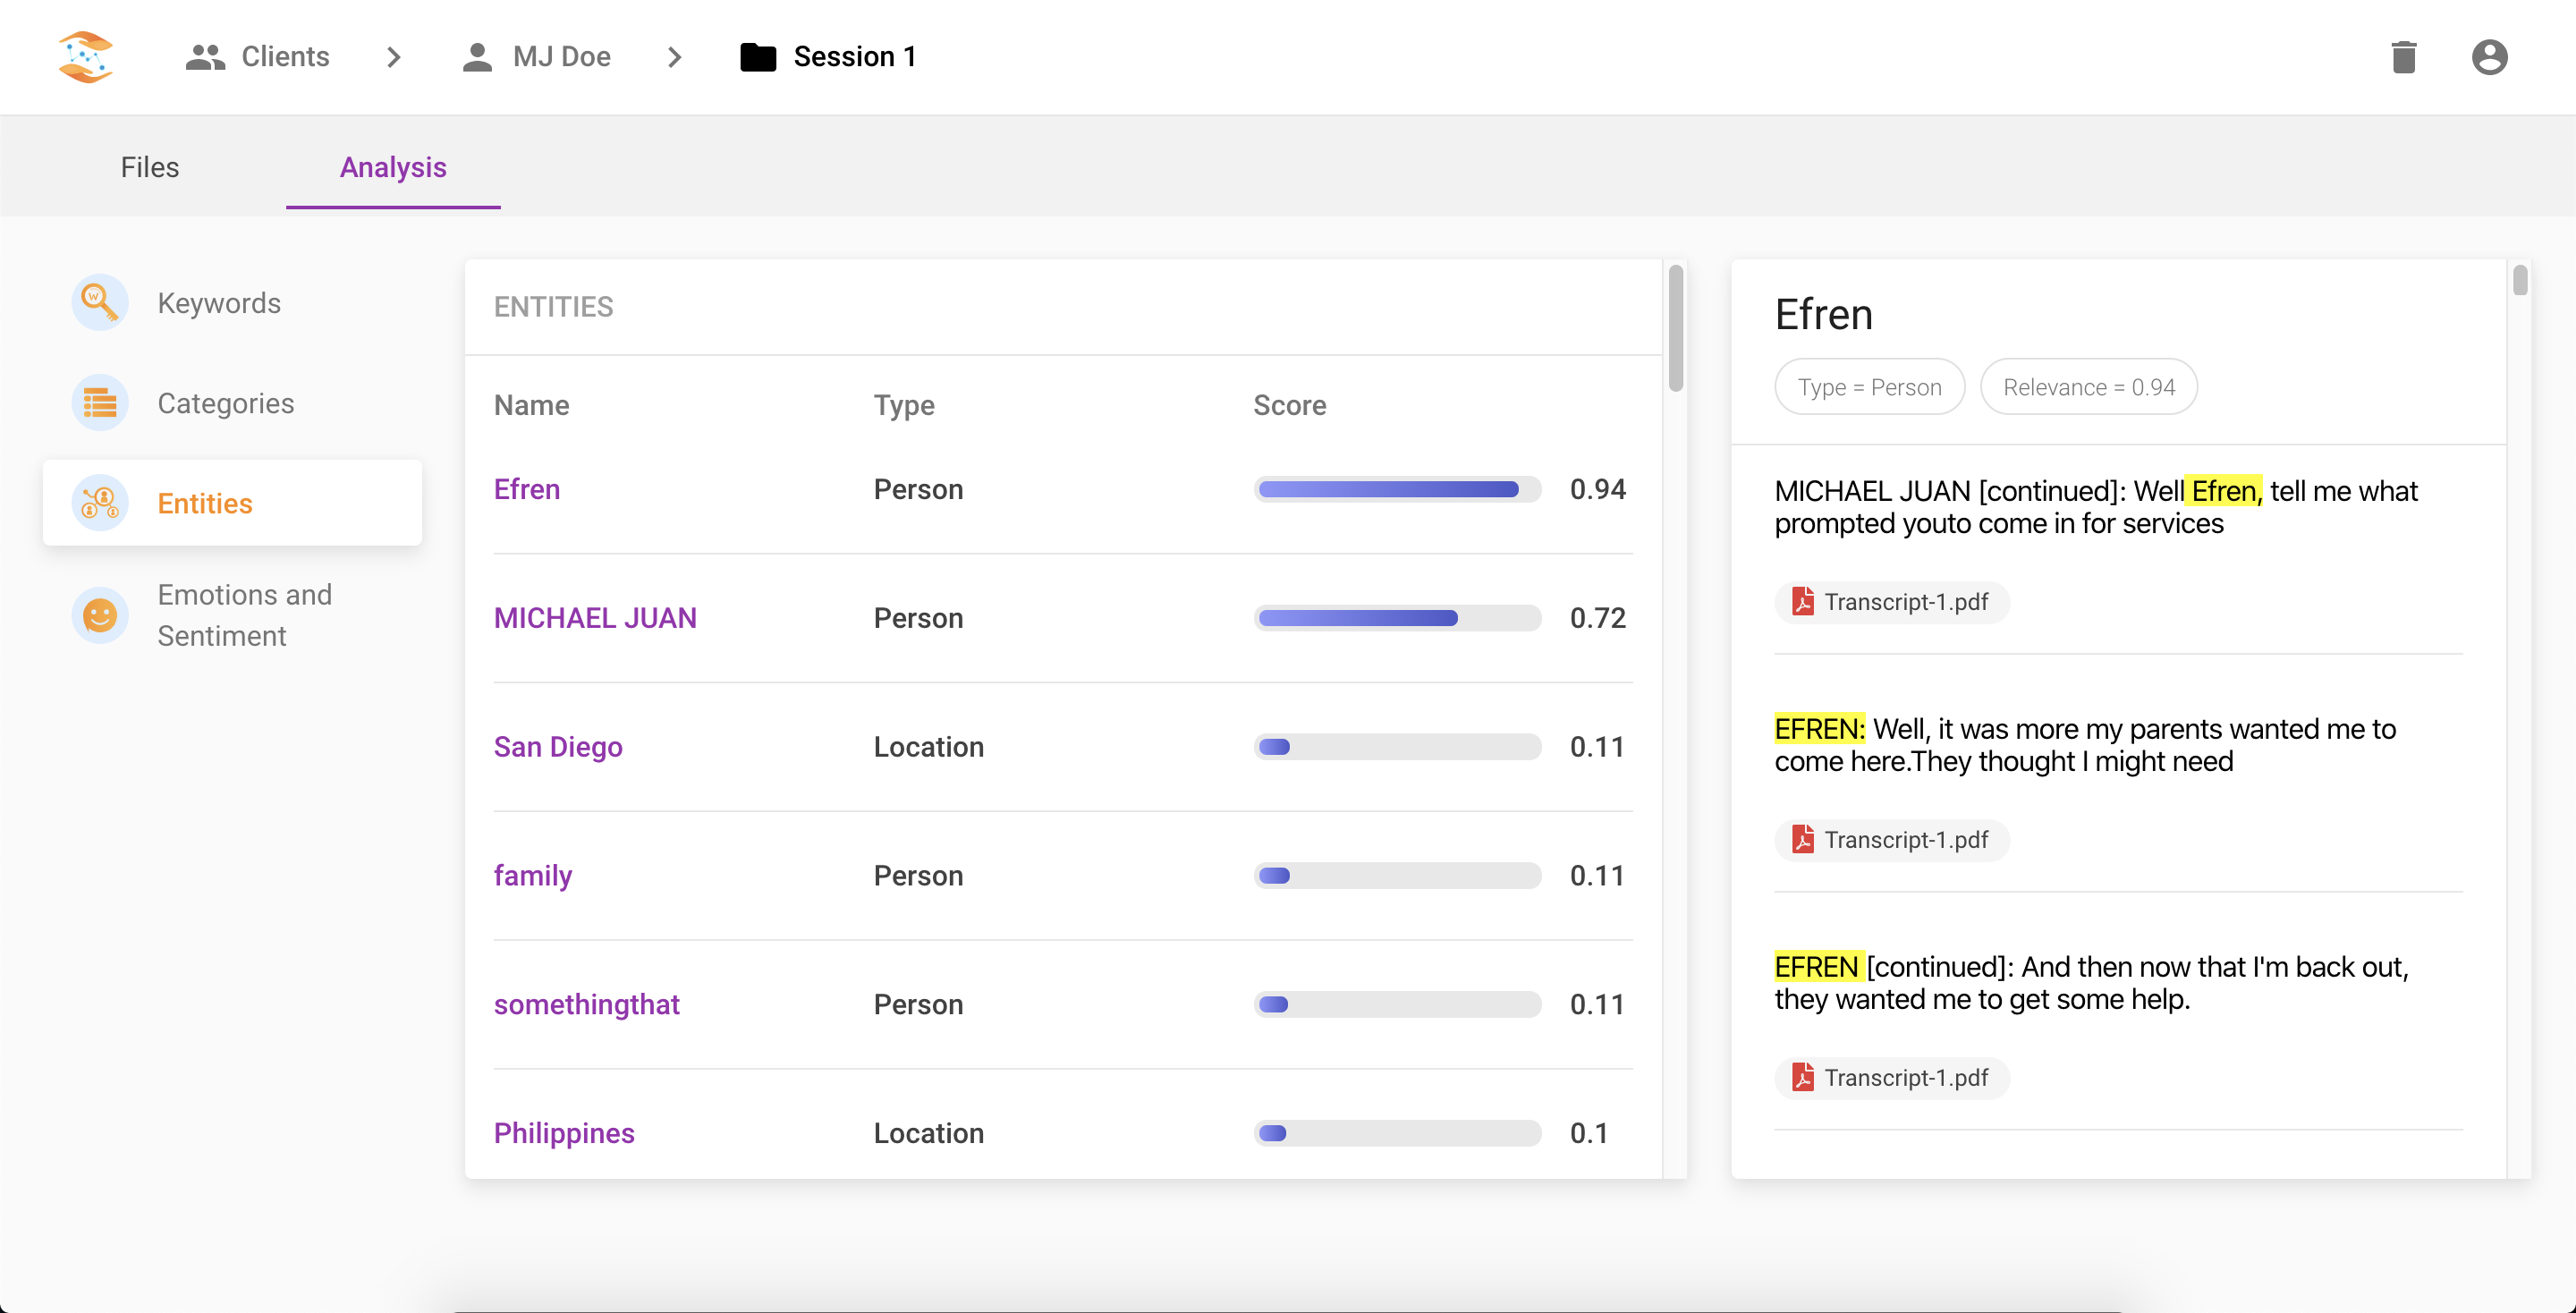 Clients
MJ Doe
Session 1
Files
Analysis
Keywords
Categories
Entities
Emotions and
Sentiment
ENTITIES
Name Type Score
Efren Person 0.94
MICHAEL JUAN Person 0.72
San Diego Location 0.11
family Person 0.11
somethingthat Person 0.11
Philippines Location 0.1
Efren
Type = Person
Relevance = 0.94
MICHAEL JUAN [continued]: Well Efren, tell me what
prompted youto come in for services
Transcript-1.pdf
EFREN: Well, it was more my parents wanted me to
come here.They thought I might need
Transcript-1.pdf
EFREN [continued]: And then now that I'm back out,
they wanted me to get some help.
Transcript-1.pdf